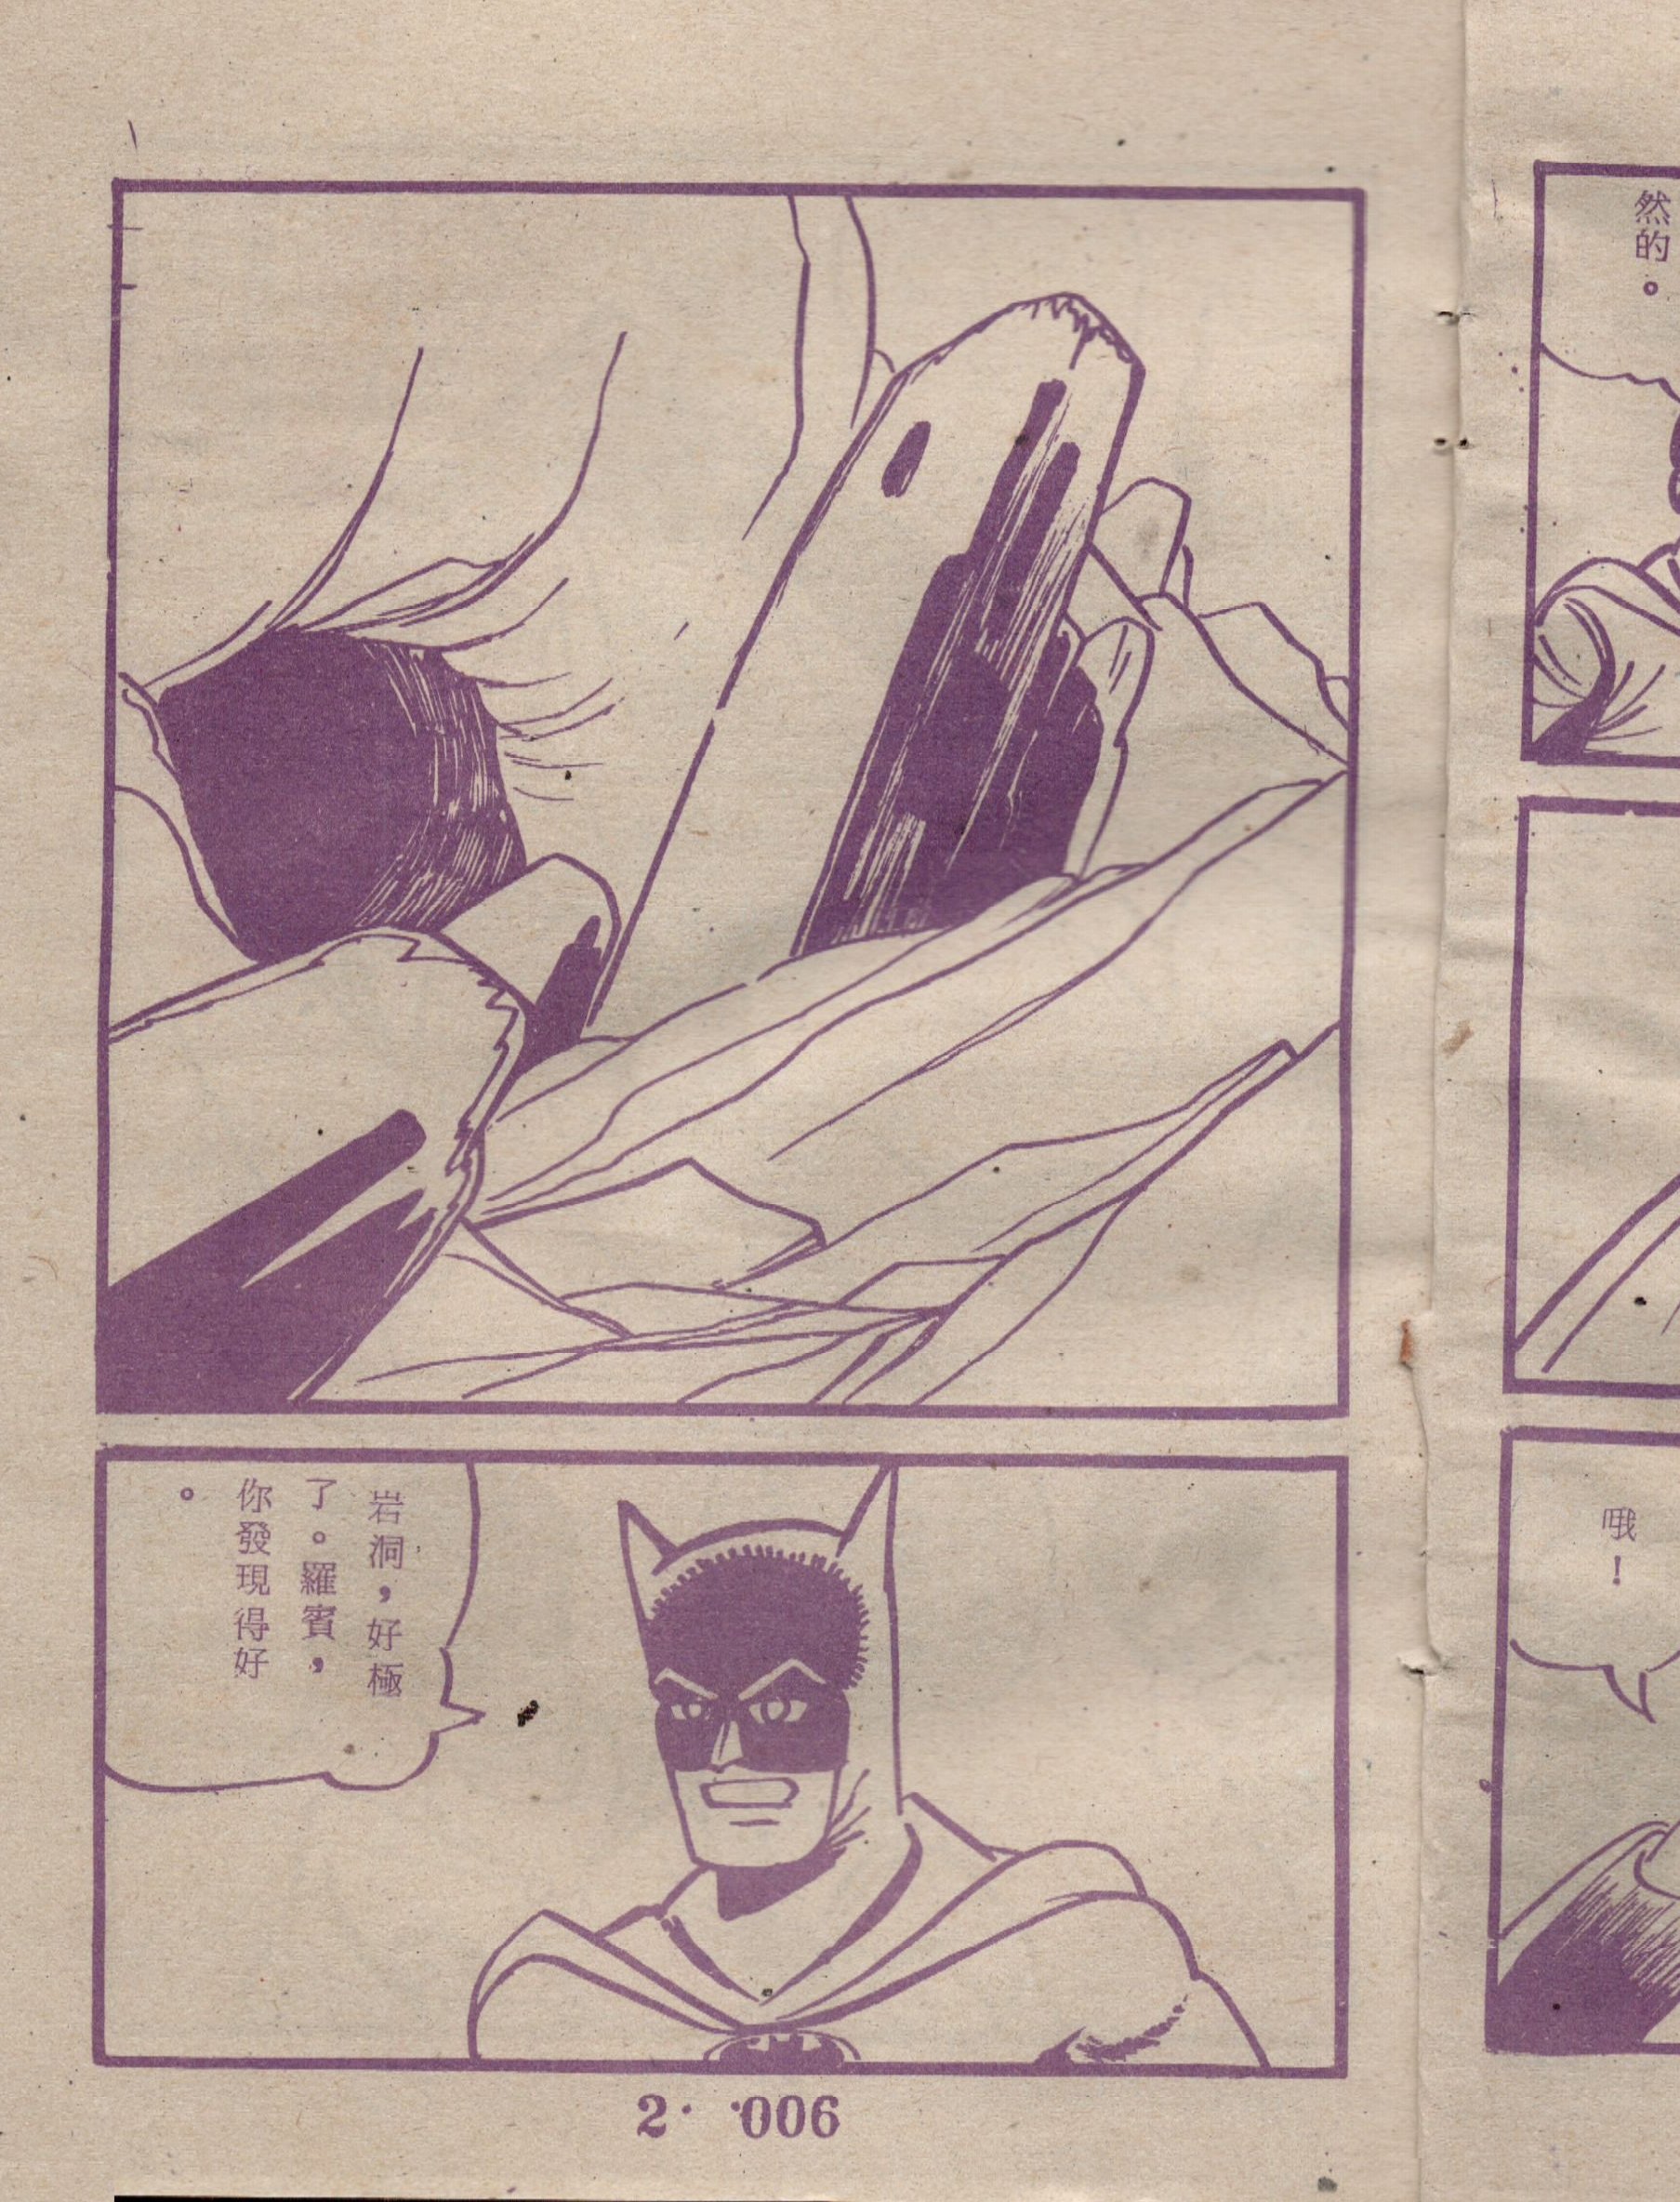 然的。
哦！
岩洞，好極
了。羅賓，
你發現得好
。
2· 006